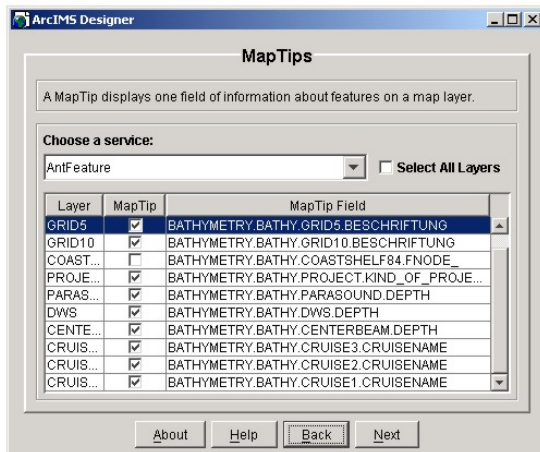 ArcIMS Designer
MapTips
A MapTip displays one field of information about features on a map layer.
Choose a service:
AntFeature Select All Layers
Layer MapTip MapTip Field
GRID5 BATHYMETRY.BATHY.GRID5.BESCHRIFTUNG
GRID10 BATHYMETRY.BATHY.GRID10.BESCHRIFTUNG
COAST... BATHYMETRY.BATHY.COASTSHELF84.FNODE_
PROJE... BATHYMETRY.BATHY.PROJECT.KIND_OF_PROJE...
PARAS... BATHYMETRY.BATHY.PARASOUND.DEPTH
DWS BATHYMETRY.BATHY.DWS.DEPTH
CENTE... BATHYMETRY.BATHY.CENTERBEAM.DEPTH
CRUIS... BATHYMETRY.BATHY.CRUISE3.CRUISENAME
CRUIS... BATHYMETRY.BATHY.CRUISE2.CRUISENAME
CRUIS... BATHYMETRY.BATHY.CRUISE1.CRUISENAME
About Help Back Next